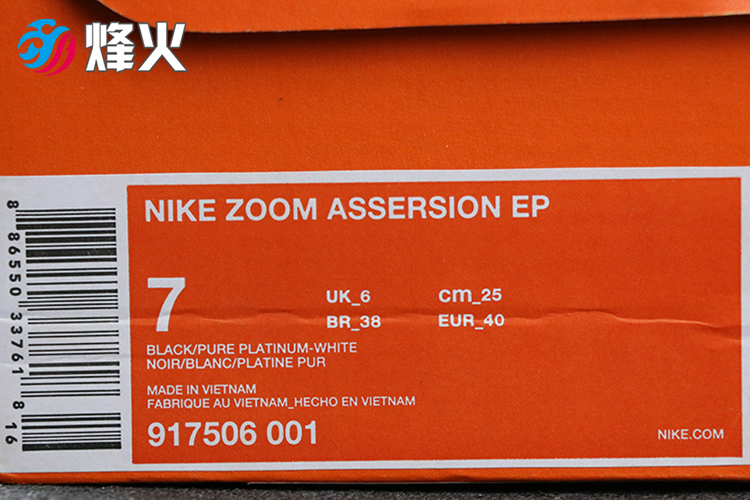 烽火
NIKE ZOOM ASSERSION EP
7
UK_6 cm_25
BR_38 EUR_40
BLACK/PURE PLATINUM-WHITE
NOIR/BLANC/PLATINE PUR
MADE IN VIETNAM
FABRIQUE AU VIETNAM_HECHO EN VIETNAM
917506 001
NIKE.COM
8 86550 33761 8 16